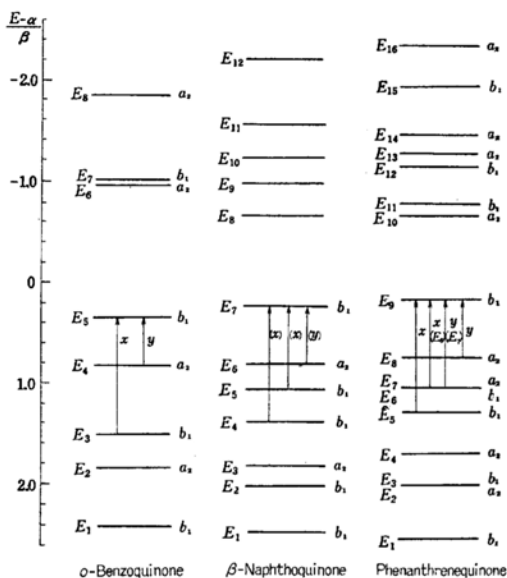 E-α
β
-2.0
-1.0
0
1.0
2.0
E₈ a₂
E₇ b₁
E₆ a₂
E₅ b₁
x y
E₄ a₂
E₃ b₁
E₂ a₂
E₁ b₁
o-Benzoquinone
E₁₂
E₁₁
E₁₀
E₉
E₈
E₇ b₁
(x) (x) (y)
E₆ a₂
E₅ b₁
E₄ b₁
E₃ a₂
E₂ b₁
E₁ b₁
β-Naphthoquinone
E₁₆ a₂
E₁₅ b₁
E₁₄ a₂
E₁₃ a₂
E₁₂ b₁
E₁₁ b₁
E₁₀ a₂
E₉ b₁
x x y y
(E₆) (E₇)
E₈ a₂
E₇ a₂
E₆ b₁
E₅ b₁
E₄ a₂
E₃ b₁
E₂ a₂
E₁ b₁
Phenanthrenequinone